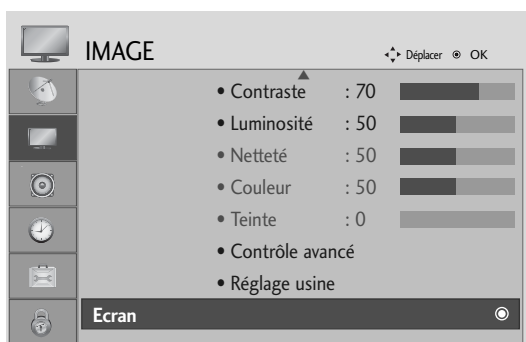 IMAGE Déplacer OK
• Contraste : 70
• Luminosité : 50
• Netteté : 50
• Couleur : 50
• Teinte : 0
• Contrôle avancé
• Réglage usine
Ecran